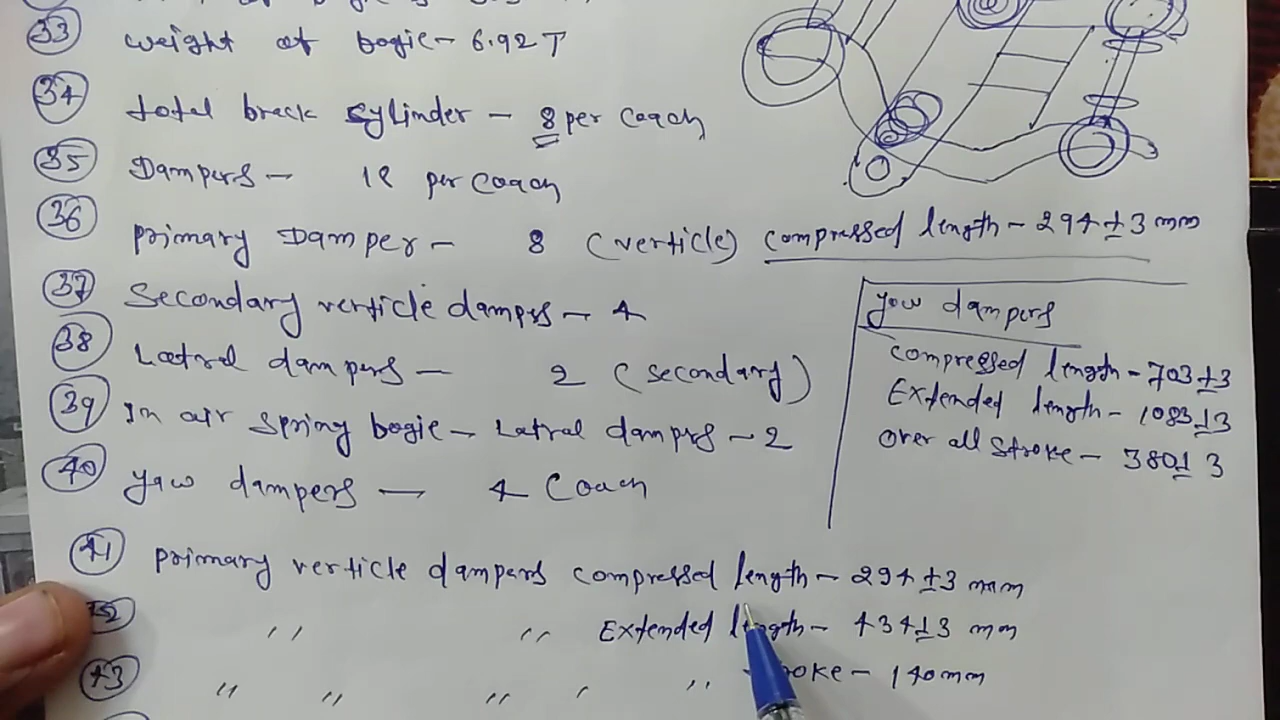 33 weight of bogie - 6.92 T
34 total breck cylinder - 8 per coach
35 Dampers - 18 per coach
36 primary Damper - 8 (verticle) compressed length - 294 ± 3 mm
37 Secondary verticle dampers - 4
38 Latral dampers - 2 (secondary)
39 In air spring bogie - Latral dampers - 2
40 yaw dampers - 4 Coach
yow dampers
compressed length - 703 ± 3
Extended length - 1083 ± 3
over all stroke - 380 ± 3
41 primary verticle dampers compressed length - 294 ± 3 mm
42 " " Extended length - 434 ± 3 mm
43 " " " " " stroke - 140 mm